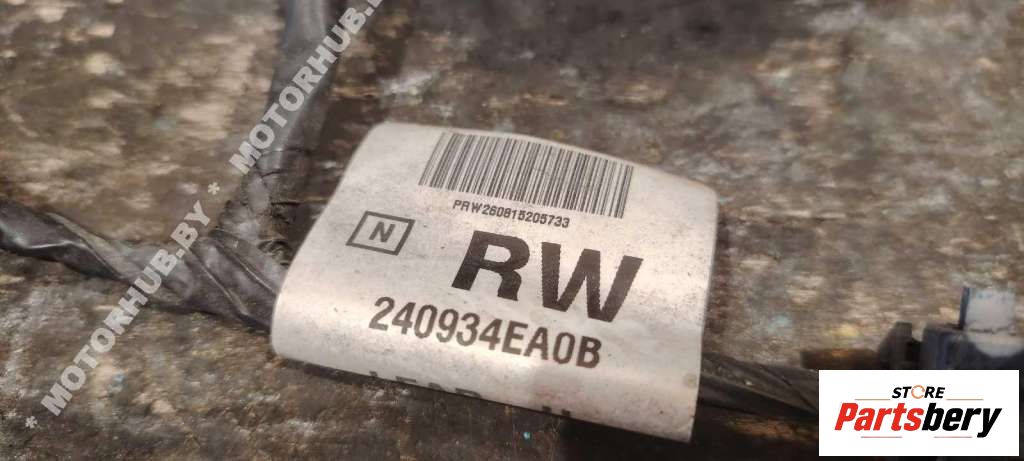 * MOTORHUB.BY * MOTORHUB.BY
PRW260815205733
N
RW
240934EA0B
STORE
Partsbery